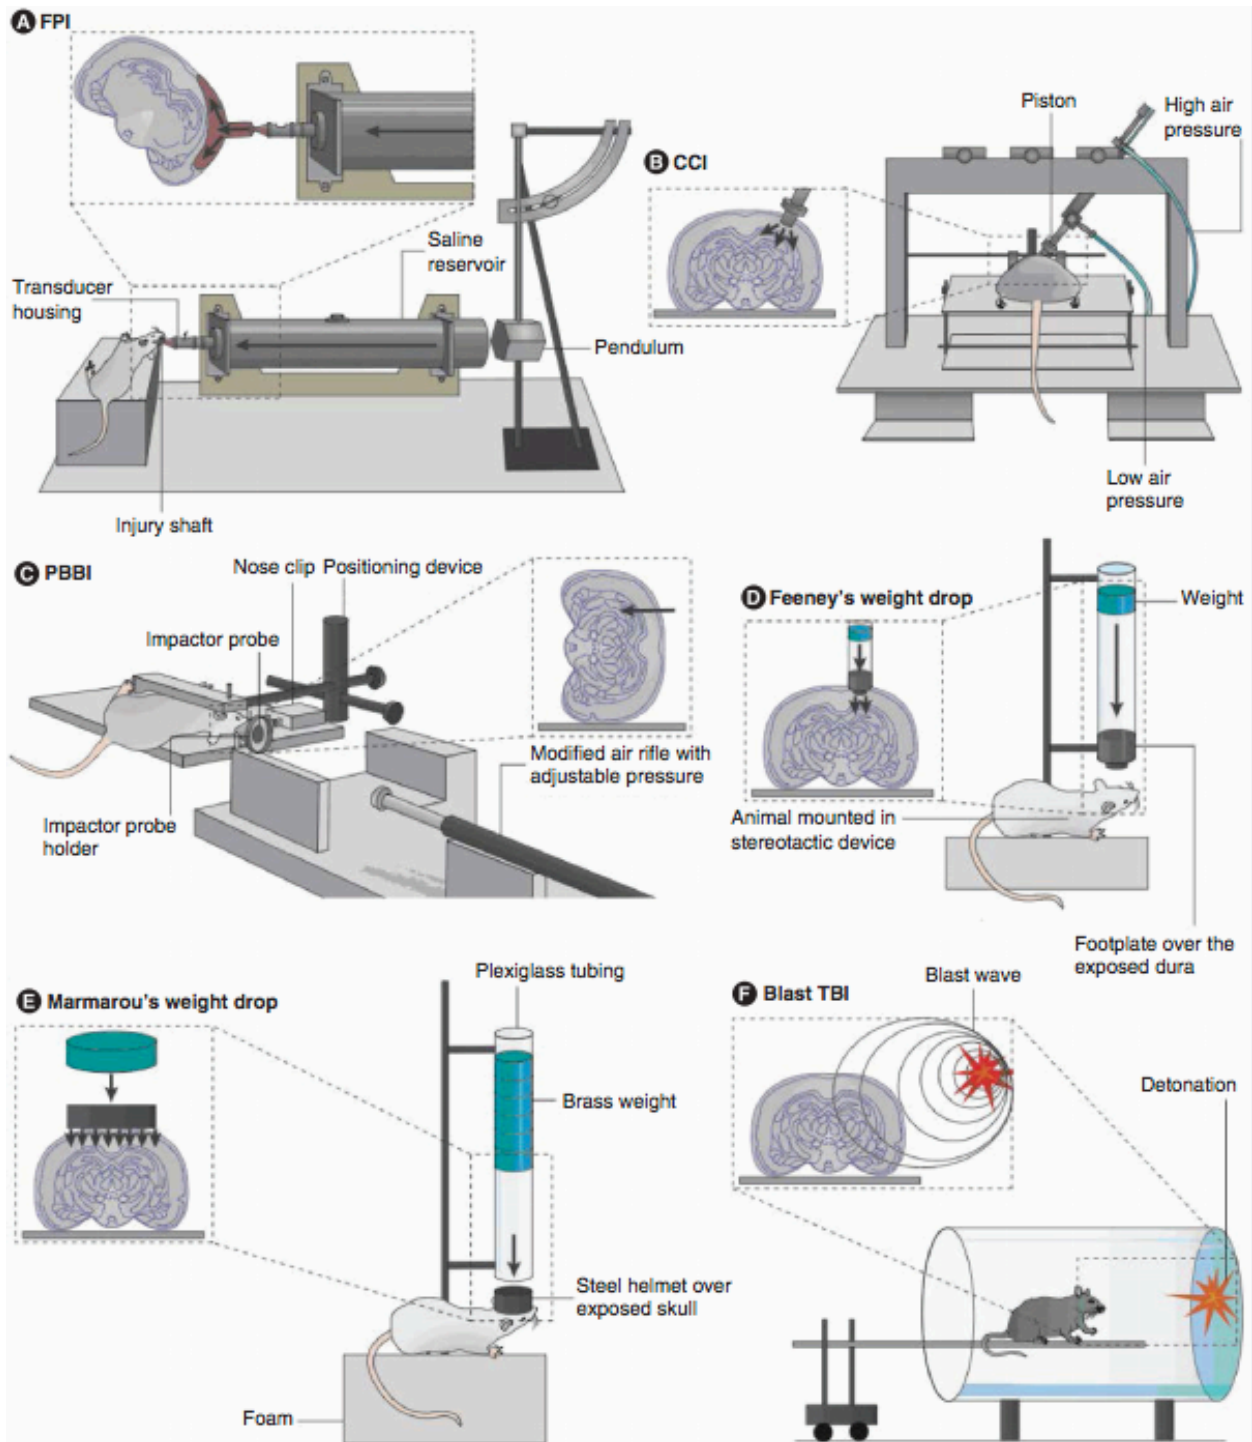 A FPI
Saline
reservoir
Transducer
housing
Pendulum
Injury shaft
B CCI
Piston
High air
pressure
Low air
pressure
C PBBI
Nose clip
Positioning device
Impactor probe
Impactor probe
holder
Modified air rifle with
adjustable pressure
D Feeney's weight drop
Weight
Animal mounted in
stereotactic device
Footplate over the
exposed dura
E Marmarou's weight drop
Plexiglass tubing
Brass weight
Steel helmet over
exposed skull
Foam
F Blast TBI
Blast wave
Detonation